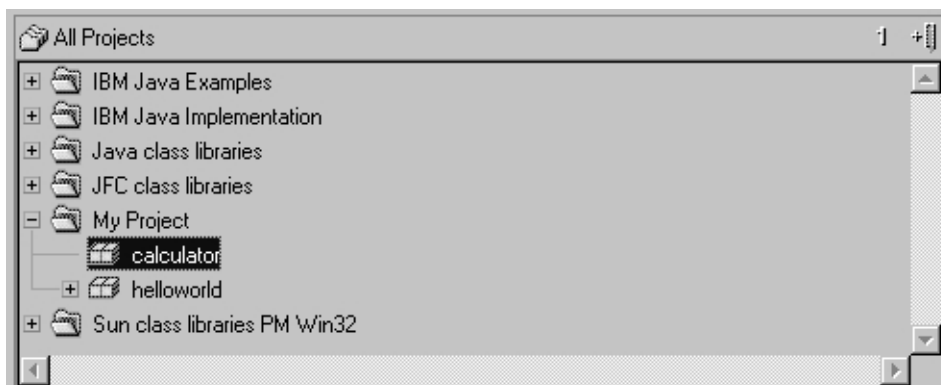 All Projects
IBM Java Examples
IBM Java Implementation
Java class libraries
JFC class libraries
My Project
calculator
helloworld
Sun class libraries PM Win32